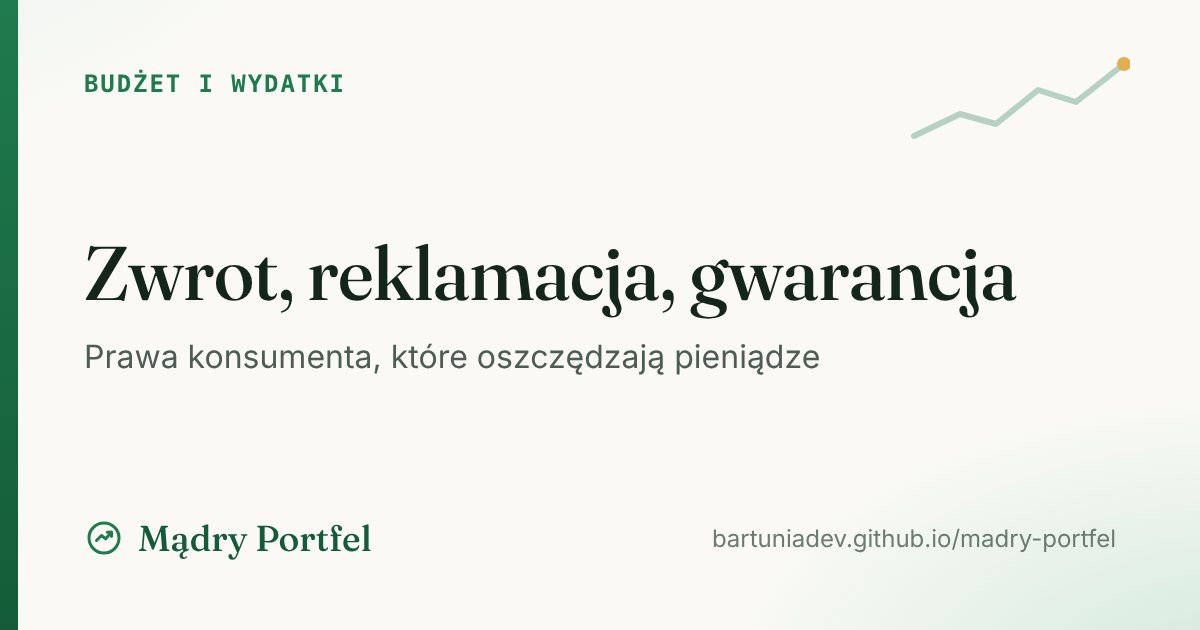 BUDŻET I WYDATKI
Zwrot, reklamacja, gwarancja
Prawa konsumenta, które oszczędzają pieniądze
Mądry Portfel
bartuniadev.github.io/madry-portfel